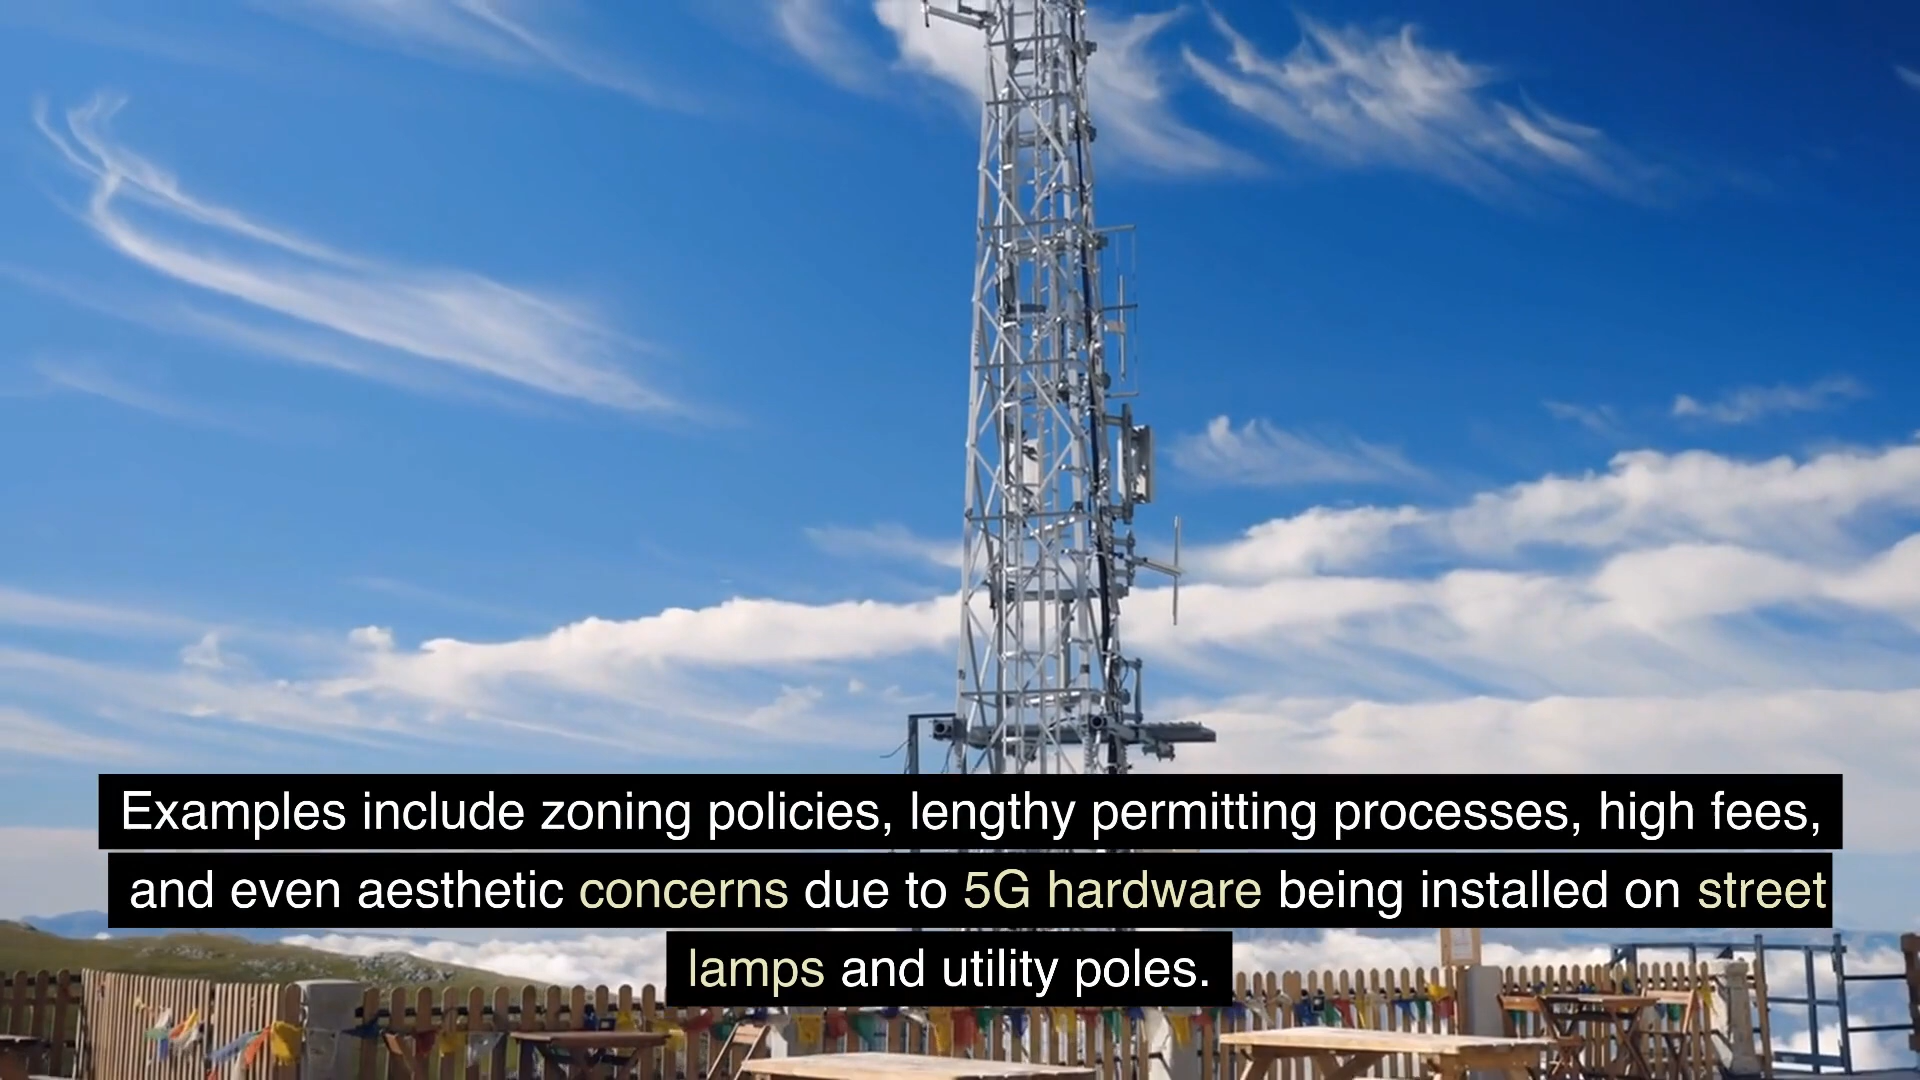 Examples include zoning policies, lengthy permitting processes, high fees,
and even aesthetic concerns due to 5G hardware being installed on street
lamps and utility poles.